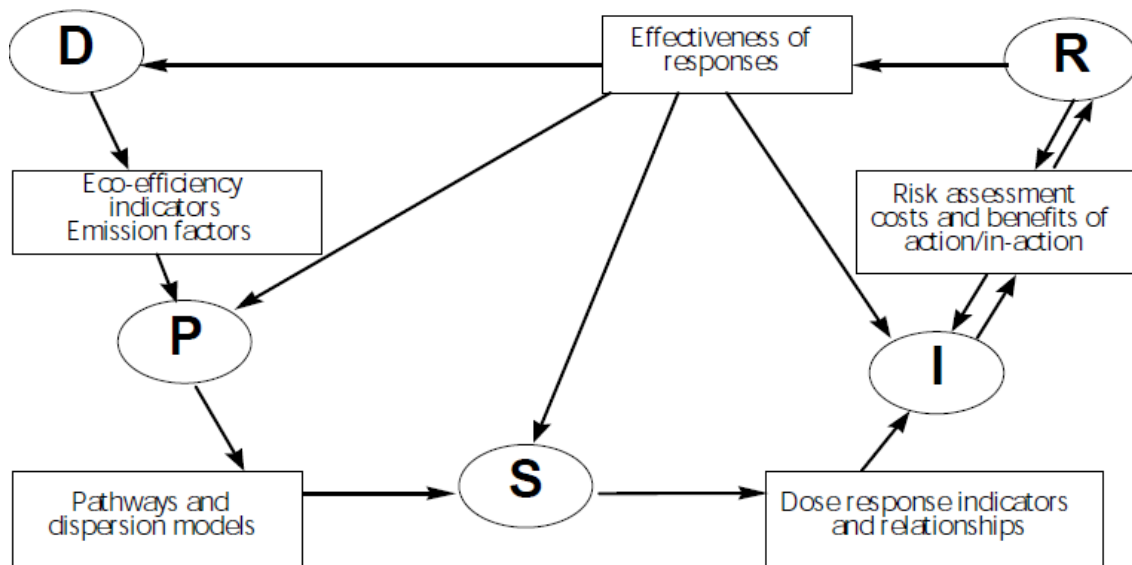 D
Effectiveness of
responses
R
Eco-efficiency
indicators
Emission factors
Risk assessment
costs and benefits of
action/in-action
P
I
S
Pathways and
dispersion models
Dose response indicators
and relationships